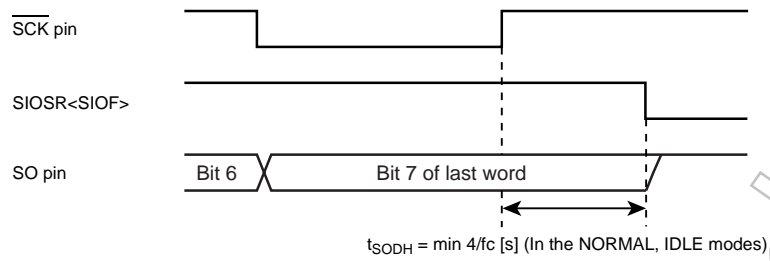 SCK pin
SIOSR<SIOF>
SO pin Bit 6 Bit 7 of last word
tSODH = min 4/fc [s] (In the NORMAL, IDLE modes)